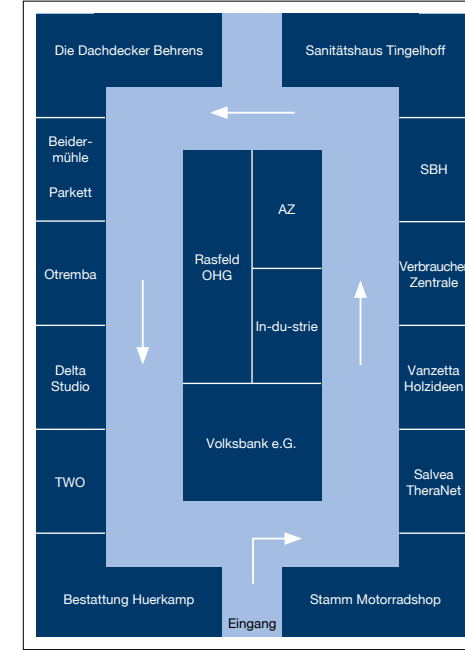 Die Dachdecker Behrens
Sanitätshaus Tingelhoff
Beider-
mühle
Parkett
SBH
AZ
Rasfeld
OHG
Otremba
Verbraucher
Zentrale
In-du-strie
Delta
Studio
Vanzetta
Holzideen
Volksbank e.G.
TWO
Salvea
TheraNet
Bestattung Huerkamp
Stamm Motorradshop
Eingang